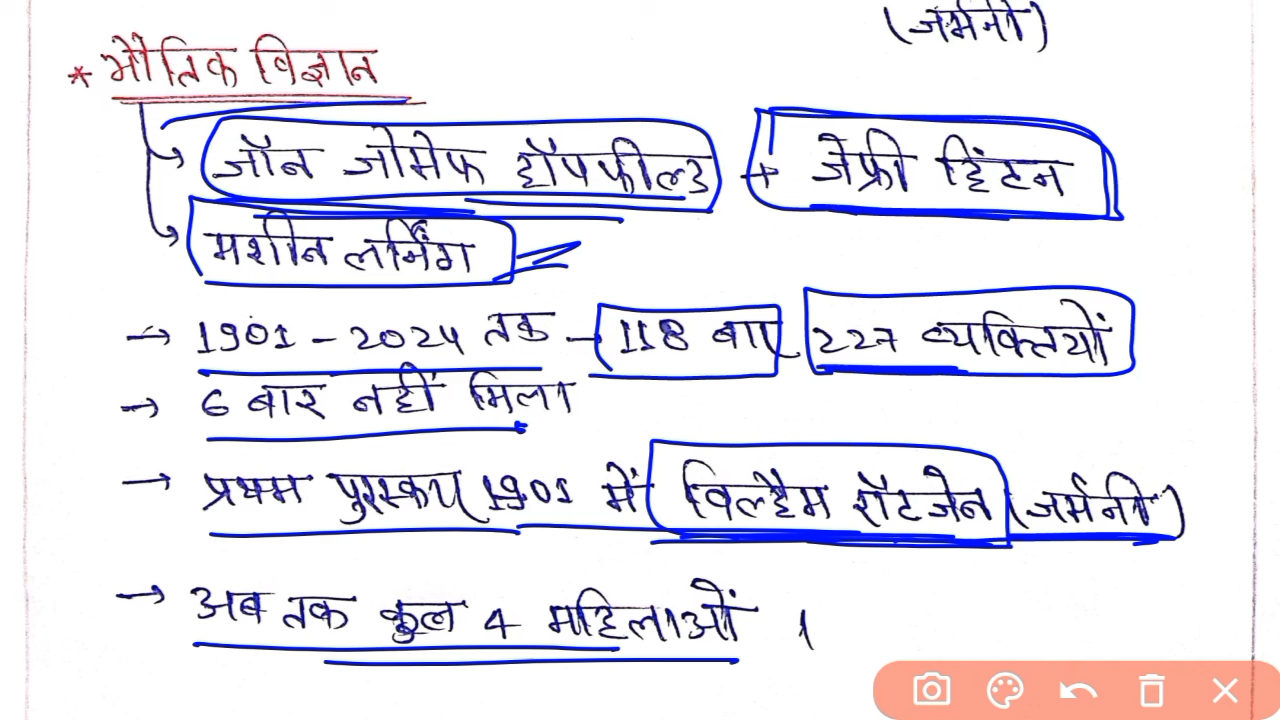 (जर्मनी)
* भौतिक विज्ञान
→ जॉन जोसेफ हॉपफील्ड + जेफ्री हिंटन
→ मशीन लर्निंग
→ 1901 - 2024 तक - 118 बार 227 व्यक्तियों
→ 6 बार नहीं मिला
→ प्रथम पुरस्कार 1901 में विल्हैम रॉटजेन (जर्मनी)
→ अब तक कुल 4 महिलाओं